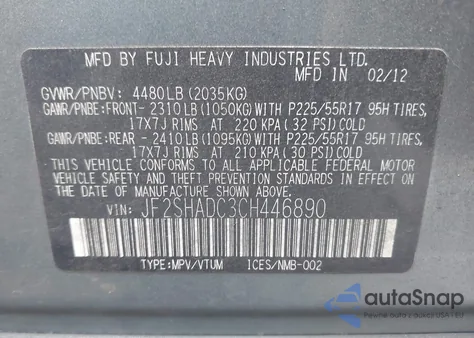 MFD BY FUJI HEAVY INDUSTRIES LTD.
MFD IN 02/12
GVWR/PNBV: 4480LB(2035KG)
GAWR/PNBE:FRONT- 2310LB(1050KG)WITH P225/55R17 95H TIRES,
17X7J RIMS AT 220 KPA(32 PSI)COLD
GAWR/PNBE:REAR - 2410LB(1095KG)WITH P225/55R17 95H TIRES,
17X7J RIMS AT 210 KPA(30 PSI)COLD
THIS VEHICLE CONFORMS TO ALL APPLICABLE FEDERAL MOTOR
VEHICLE SAFETY AND THEFT PREVENTION STANDARDS IN EFFECT
ON THE DATE OF MANUFACTURE SHOWN ABOVE.
VIN: JF2SHADC3CH446890
TYPE:MPV/VTUM ICES/NMB-002
autoSnap